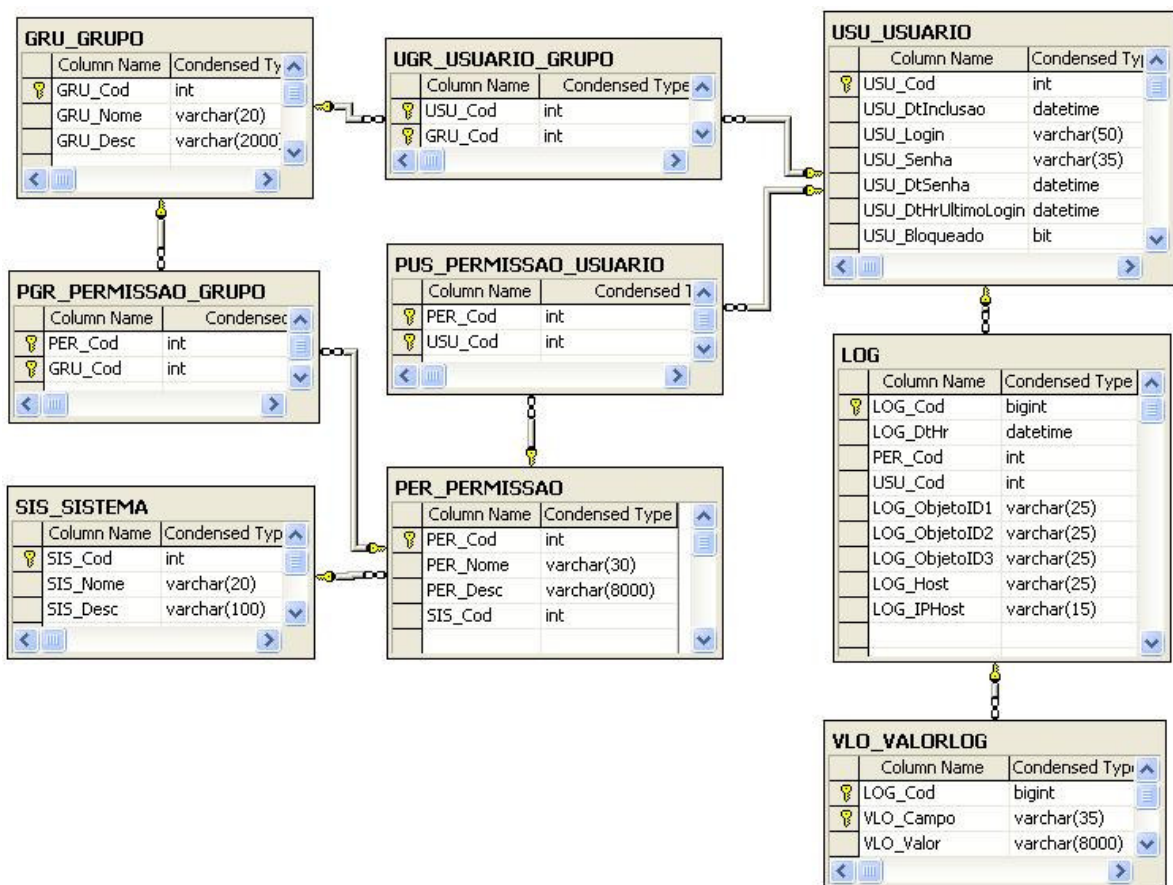 GRU_GRUPO
Column Name Condensed Ty
GRU_Cod int
GRU_Nome varchar(20)
GRU_Desc varchar(2000)
UGR_USUARIO_GRUPO
Column Name Condensed Type
USU_Cod int
GRU_Cod int
USU_USUARIO
Column Name Condensed Ty
USU_Cod int
USU_DtInclusao datetime
USU_Login varchar(50)
USU_Senha varchar(35)
USU_DtSenha datetime
USU_DtHrUltimoLogin datetime
USU_Bloqueado bit
PGR_PERMISSAO_GRUPO
Column Name Condensed
PER_Cod int
GRU_Cod int
PUS_PERMISSAO_USUARIO
Column Name Condensed T
PER_Cod int
USU_Cod int
LOG
Column Name Condensed Type
LOG_Cod bigint
LOG_DtHr datetime
PER_Cod int
USU_Cod int
LOG_ObjetoID1 varchar(25)
LOG_ObjetoID2 varchar(25)
LOG_ObjetoID3 varchar(25)
LOG_Host varchar(25)
LOG_IPHost varchar(15)
SIS_SISTEMA
Column Name Condensed Typ
SIS_Cod int
SIS_Nome varchar(20)
SIS_Desc varchar(100)
PER_PERMISSAO
Column Name Condensed Type
PER_Cod int
PER_Nome varchar(30)
PER_Desc varchar(8000)
SIS_Cod int
VLO_VALORLOG
Column Name Condensed Typ
LOG_Cod bigint
VLO_Campo varchar(35)
VLO_Valor varchar(8000)